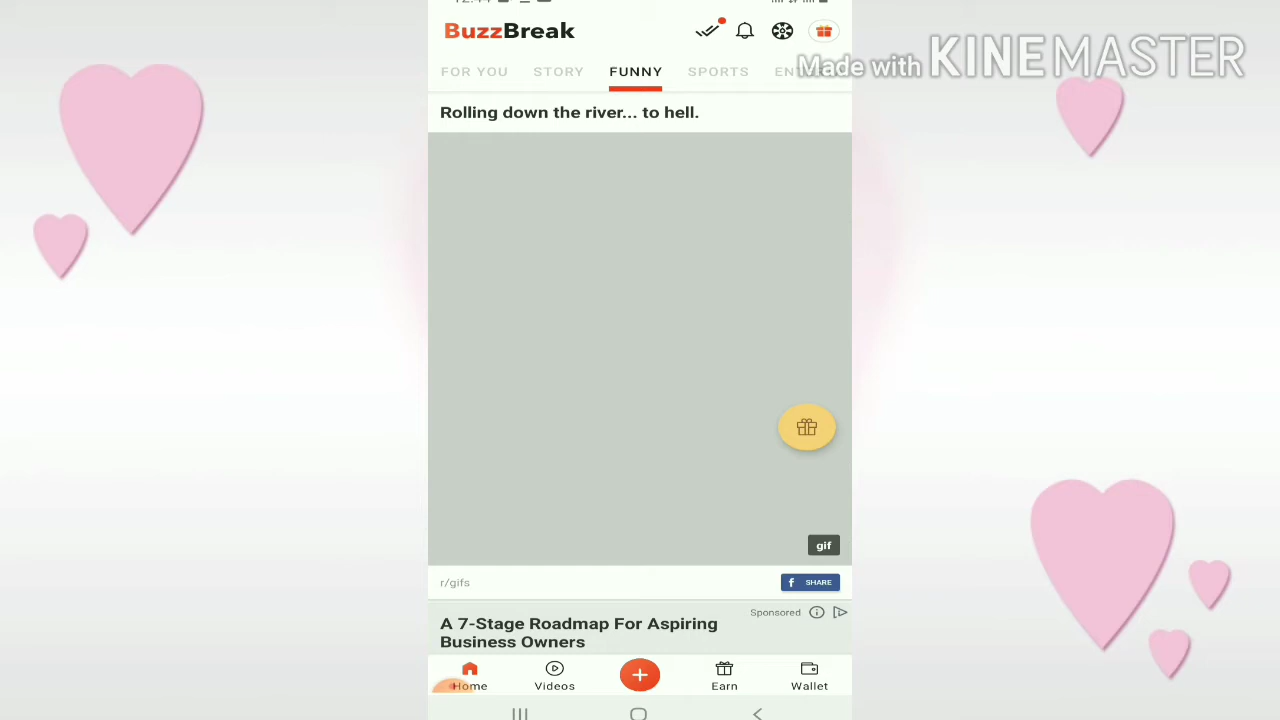 BuzzBreak
Made with KINEMASTER
FOR YOU STORY FUNNY SPORTS
Rolling down the river... to hell.
gif
r/gifs
f SHARE
Sponsored
A 7-Stage Roadmap For Aspiring
Business Owners
Home Videos Earn Wallet